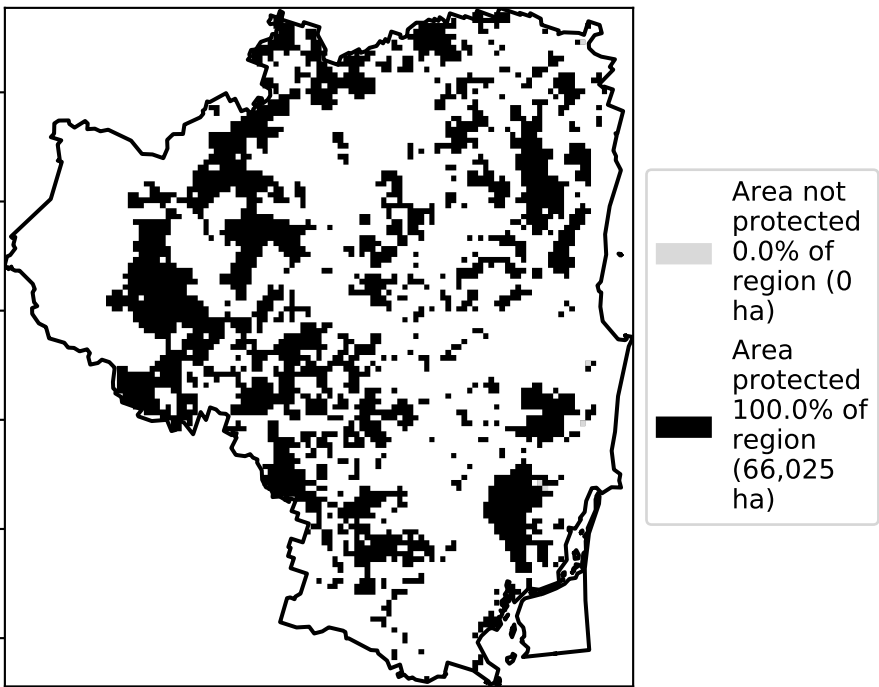 Area not
protected
0.0% of
region (0
ha)
Area
protected
100.0% of
region
(66,025
ha)